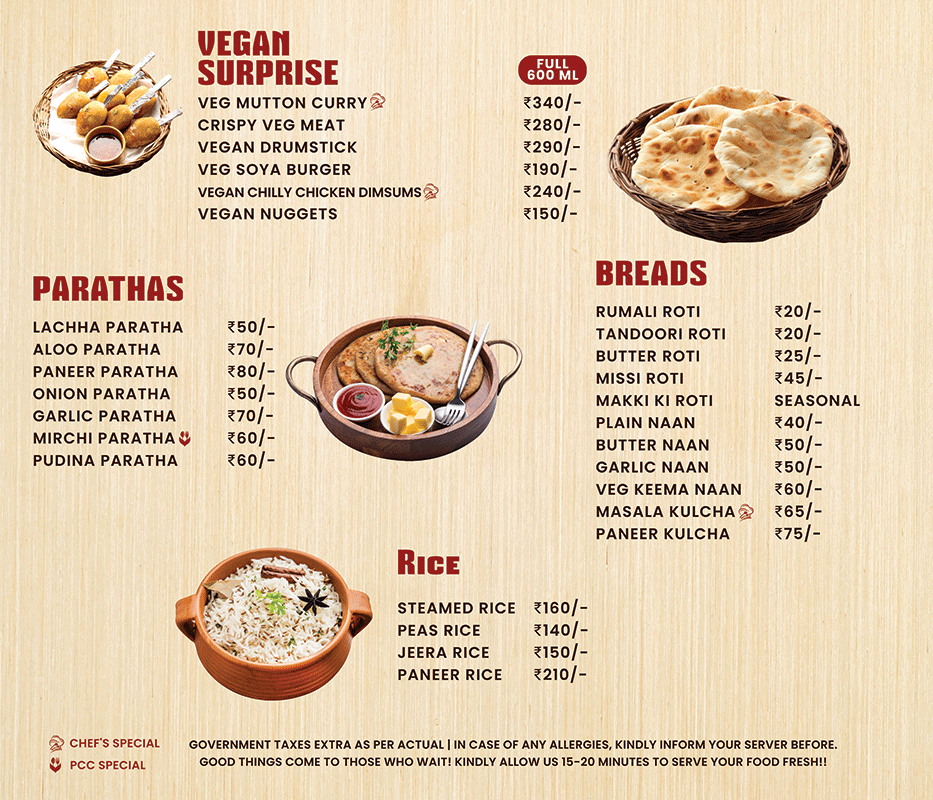 VEGAN
SURPRISE
FULL
600 ML
VEG MUTTON CURRY ₹340/-
CRISPY VEG MEAT ₹280/-
VEGAN DRUMSTICK ₹290/-
VEG SOYA BURGER ₹190/-
VEGAN CHILLY CHICKEN DIMSUMS ₹240/-
VEGAN NUGGETS ₹150/-
PARATHAS
LACHHA PARATHA ₹50/-
ALOO PARATHA ₹70/-
PANEER PARATHA ₹80/-
ONION PARATHA ₹50/-
GARLIC PARATHA ₹70/-
MIRCHI PARATHA ₹60/-
PUDINA PARATHA ₹60/-
BREADS
RUMALI ROTI ₹20/-
TANDOORI ROTI ₹20/-
BUTTER ROTI ₹25/-
MISSI ROTI ₹45/-
MAKKI KI ROTI SEASONAL
PLAIN NAAN ₹40/-
BUTTER NAAN ₹50/-
GARLIC NAAN ₹50/-
VEG KEEMA NAAN ₹60/-
MASALA KULCHA ₹65/-
PANEER KULCHA ₹75/-
RICE
STEAMED RICE ₹160/-
PEAS RICE ₹140/-
JEERA RICE ₹150/-
PANEER RICE ₹210/-
CHEF'S SPECIAL
PCC SPECIAL
GOVERNMENT TAXES EXTRA AS PER ACTUAL | IN CASE OF ANY ALLERGIES, KINDLY INFORM YOUR SERVER BEFORE.
GOOD THINGS COME TO THOSE WHO WAIT! KINDLY ALLOW US 15-20 MINUTES TO SERVE YOUR FOOD FRESH!!